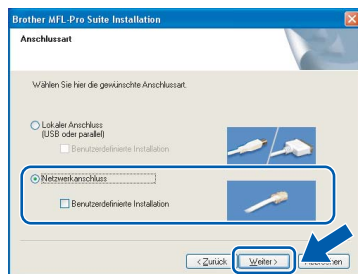 Brother MFL-Pro Suite Installation
Anschlussart
Wählen Sie hier die gewünschte Anschlussart.
Lokaler Anschluss
(USB oder parallel)
Benutzerdefinierte Installation
Netzwerkanschluss
Benutzerdefinierte Installation
< Zurück
Weiter >